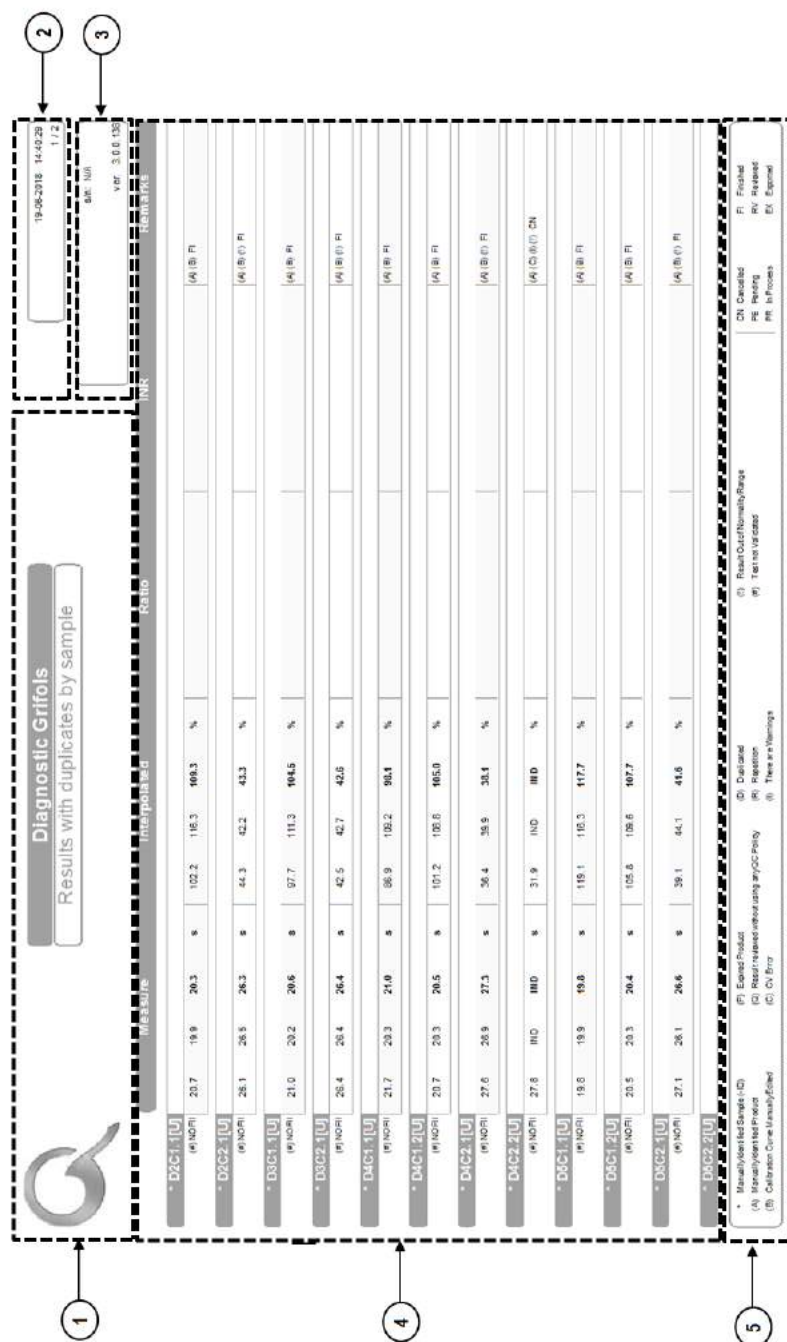 2
3
19-06-2018 14:40:29
1 / 2
s/n: N/A
ver 3.0.0.138
Diagnostic Grifols
Results with duplicates by sample
Measure Interpolated Ratio INR Remarks
* D2C1.1[U]
(#) NORI 20.7 19.9 20.3 s 102.2 116.3 109.3 % (A) (B) FI
* D2C2.1[U]
(#) NORI 26.1 26.5 26.3 s 44.3 42.2 43.3 % (A) (B) (!) FI
* D3C1.1[U]
(#) NORI 21.0 20.2 20.6 s 97.7 111.3 104.5 % (A) (B) FI
* D3C2.1[U]
(#) NORI 26.4 26.4 26.4 s 42.5 42.7 42.6 % (A) (B) (!) FI
* D4C1.1[U]
(#) NORI 21.7 20.3 21.0 s 86.9 109.2 98.1 % (A) (B) FI
* D4C1.2[U]
(#) NORI 20.7 20.3 20.5 s 101.2 108.8 105.0 % (A) (B) FI
* D4C2.1[U]
(#) NORI 27.6 26.9 27.3 s 36.4 39.9 38.1 % (A) (B) (!) FI
* D4C2.2[U]
(#) NORI 27.8 IND IND s 31.9 IND IND % (A) (C) (!) CN
* D5C1.1[U]
(#) NORI 19.8 19.9 19.8 s 119.1 116.3 117.7 % (A) (B) FI
* D5C1.2[U]
(#) NORI 20.5 20.3 20.4 s 105.8 109.6 107.7 % (A) (B) FI
* D5C2.1[U]
(#) NORI 27.1 26.1 26.6 s 39.1 44.1 41.6 % (A) (B) (!) FI
* D5C2.2[U]
* Manually Identified Sample (-ID)
(A) Manually Identified Product
(B) Calibration Curve Manually Edited
(P) Expired Product
(Q) Result reviewed without using any QC Policy
(C) CV Error
(D) Duplicated
(R) Repetition
(I) There are Warnings
(!) Result Out of Normality Range
(#) Test not Validated
CN Cancelled
PE Pending
PR In Process
FI Finished
RV Reviewed
EX Exported
1
4
5